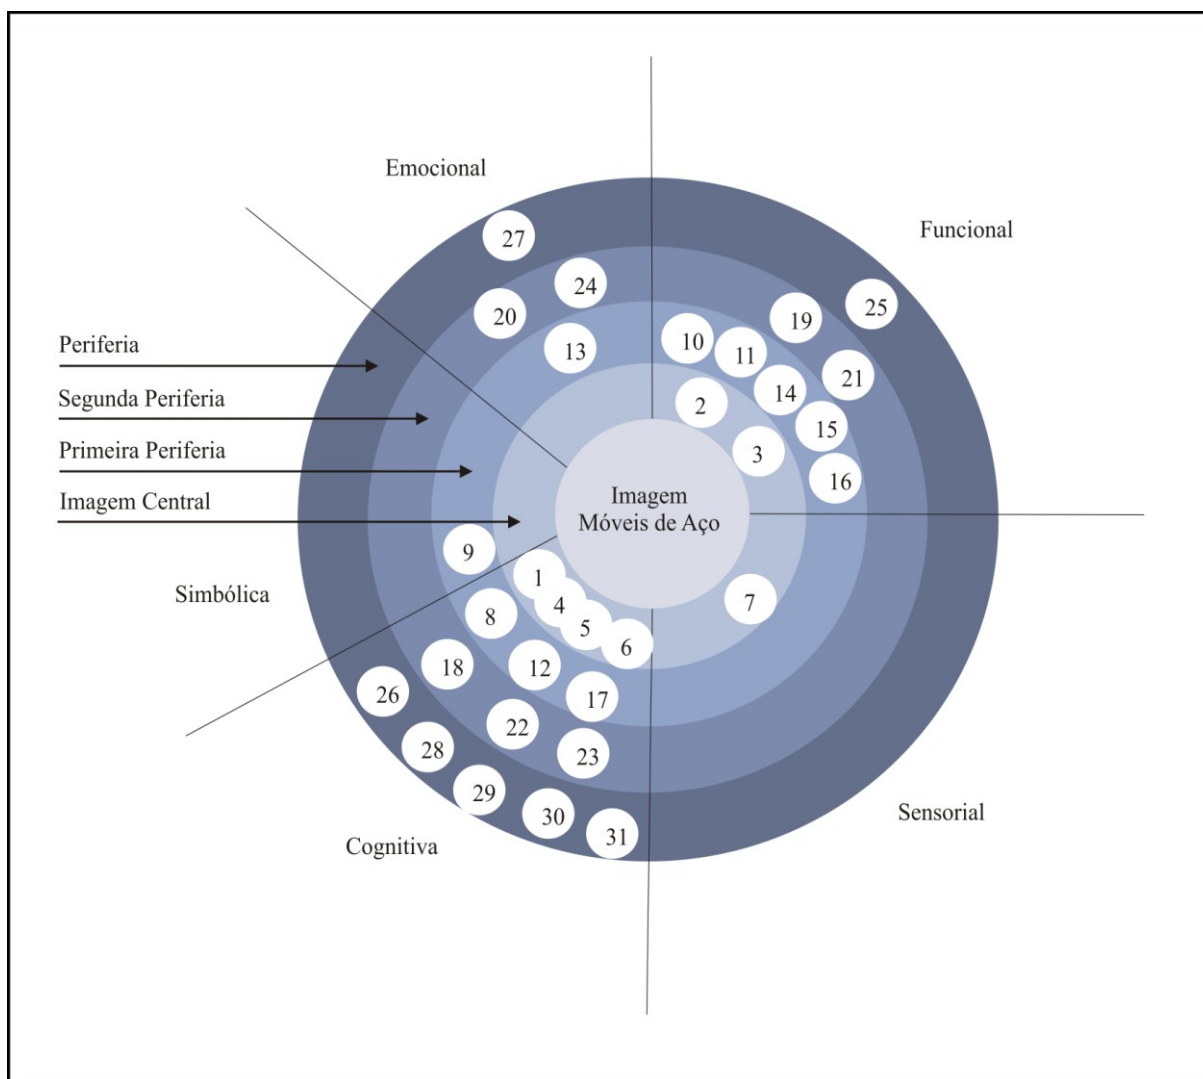 Emocional
Funcional
27
24
25
20
19
10
13
11
Periferia
21
14
Segunda Periferia
2
15
Primeira Periferia
3
16
Imagem Central
Imagem
Móveis de Aço
9
1
Simbólica
4
7
8
5
6
12
18
26
17
22
28
23
29
30
Sensorial
31
Cognitiva